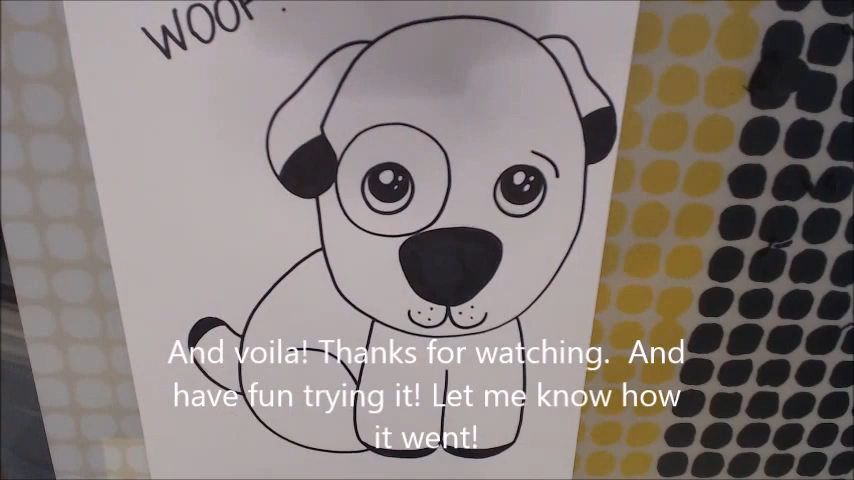 WOOF!
And voila! Thanks for watching.  And
have fun trying it! Let me know how
it went!